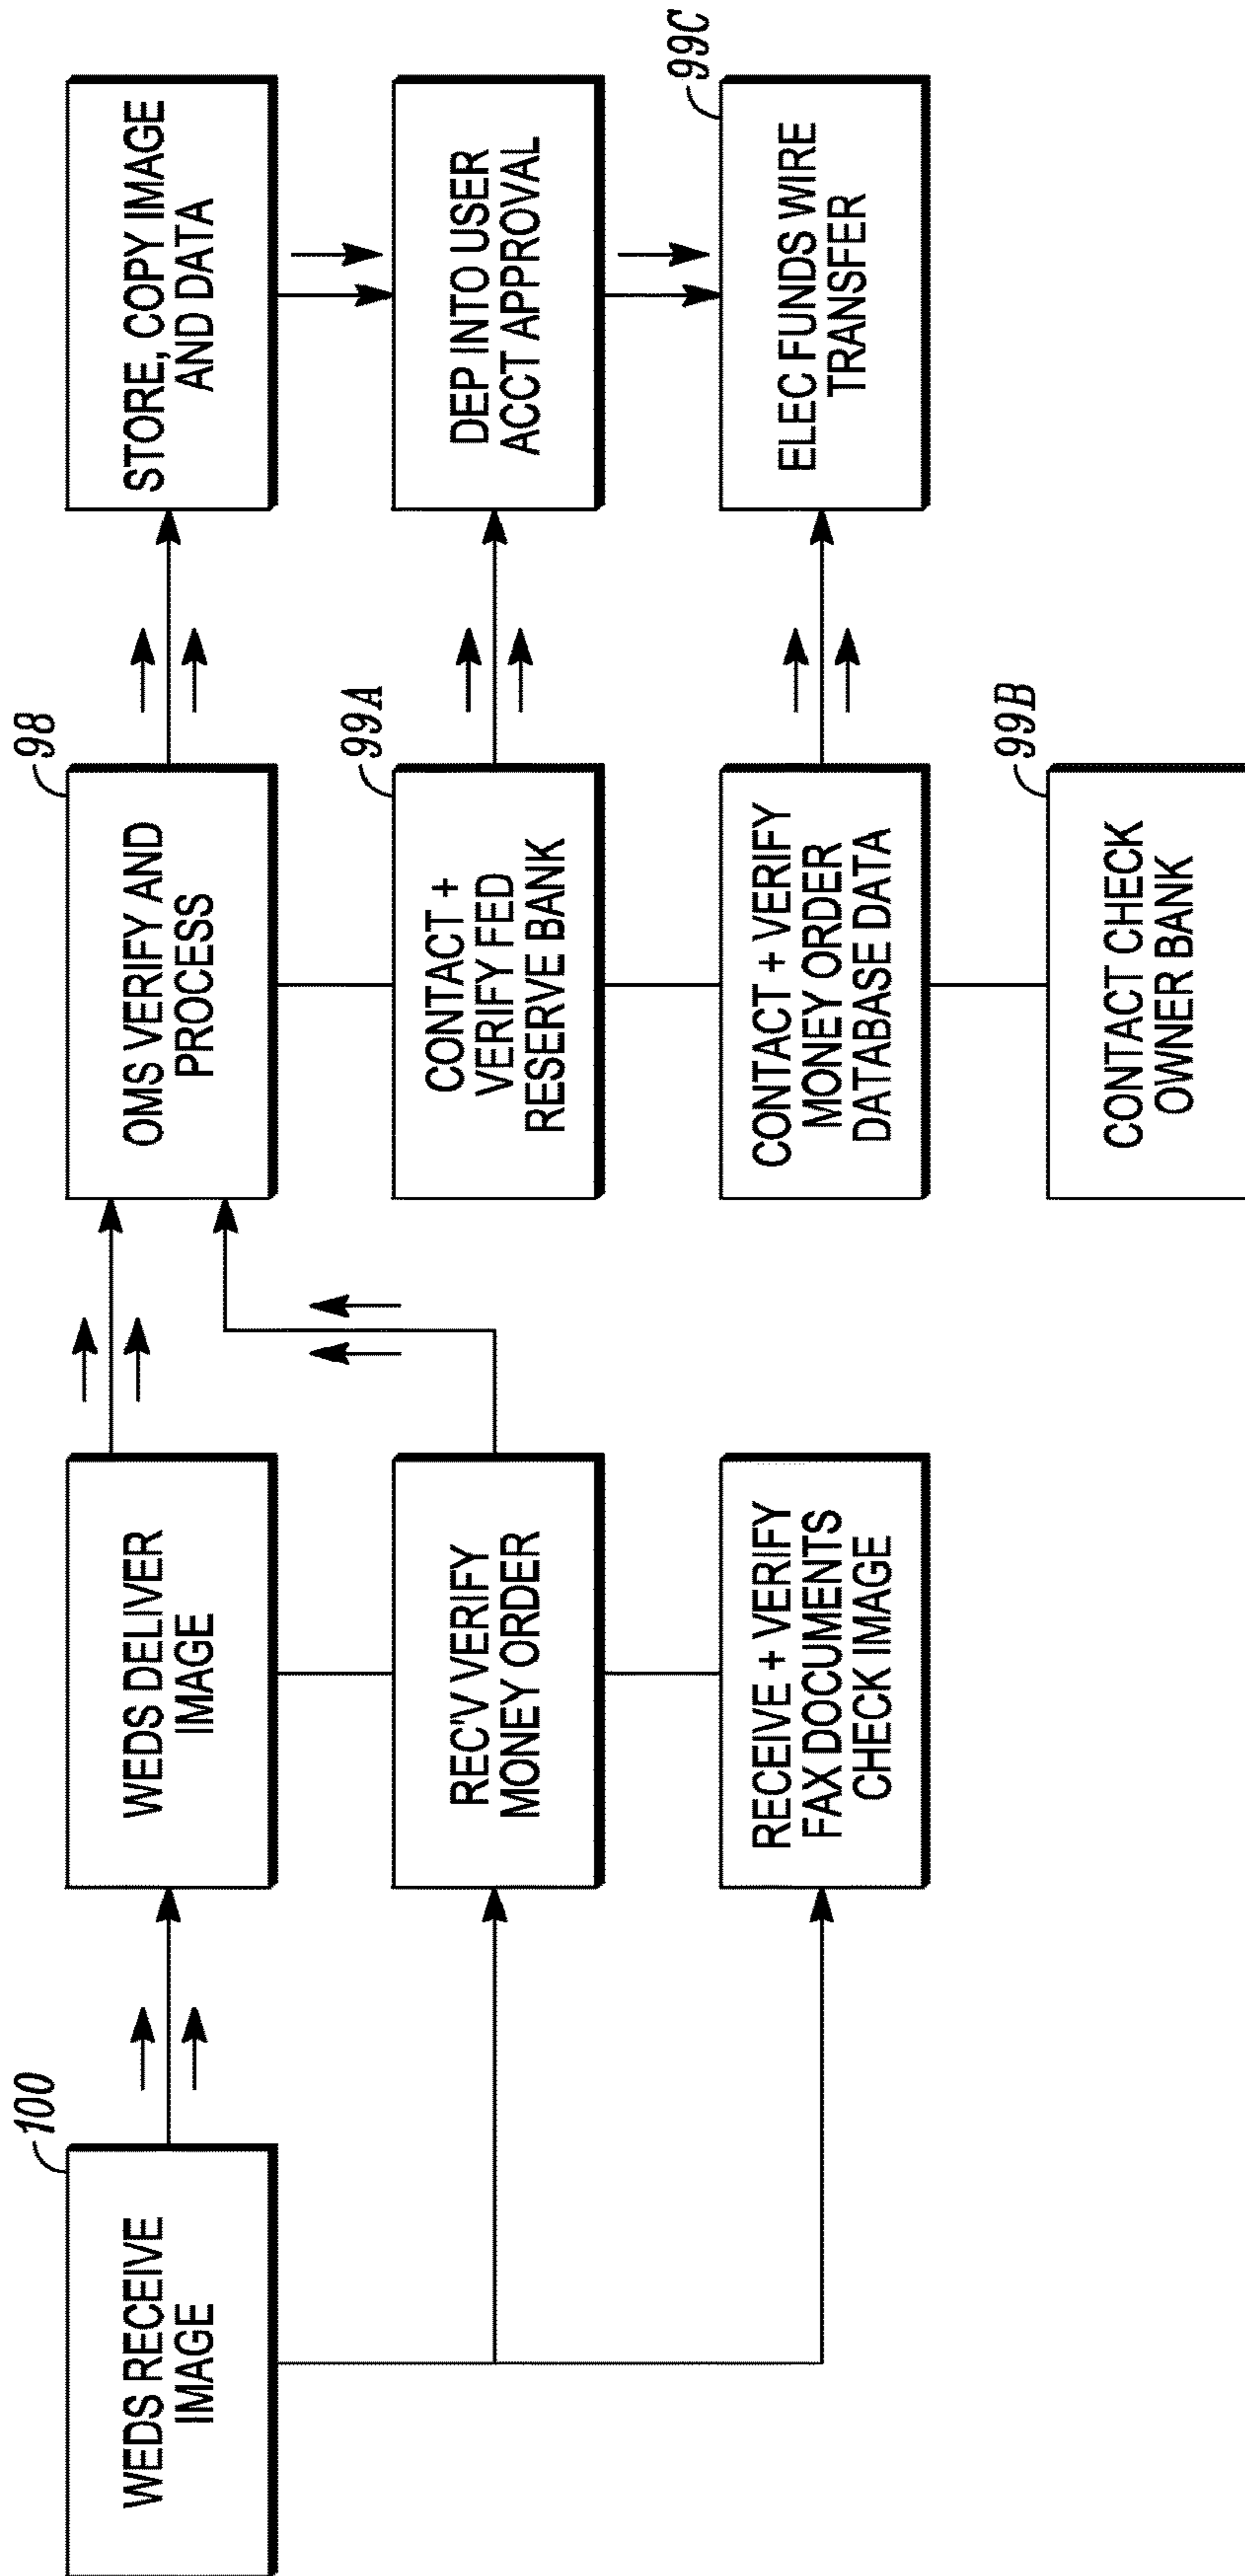 100
WEDS RECEIVE
IMAGE
WEDS DELIVER
IMAGE
REC'V VERIFY
MONEY ORDER
RECEIVE + VERIFY
FAX DOCUMENTS
CHECK IMAGE
98
OMS VERIFY AND
PROCESS
99A
CONTACT +
VERIFY FED
RESERVE BANK
CONTACT + VERIFY
MONEY ORDER
DATABASE DATA
99B
CONTACT CHECK
OWNER BANK
STORE, COPY IMAGE
AND DATA
DEP INTO USER
ACCT APPROVAL
99C
ELEC FUNDS WIRE
TRANSFER